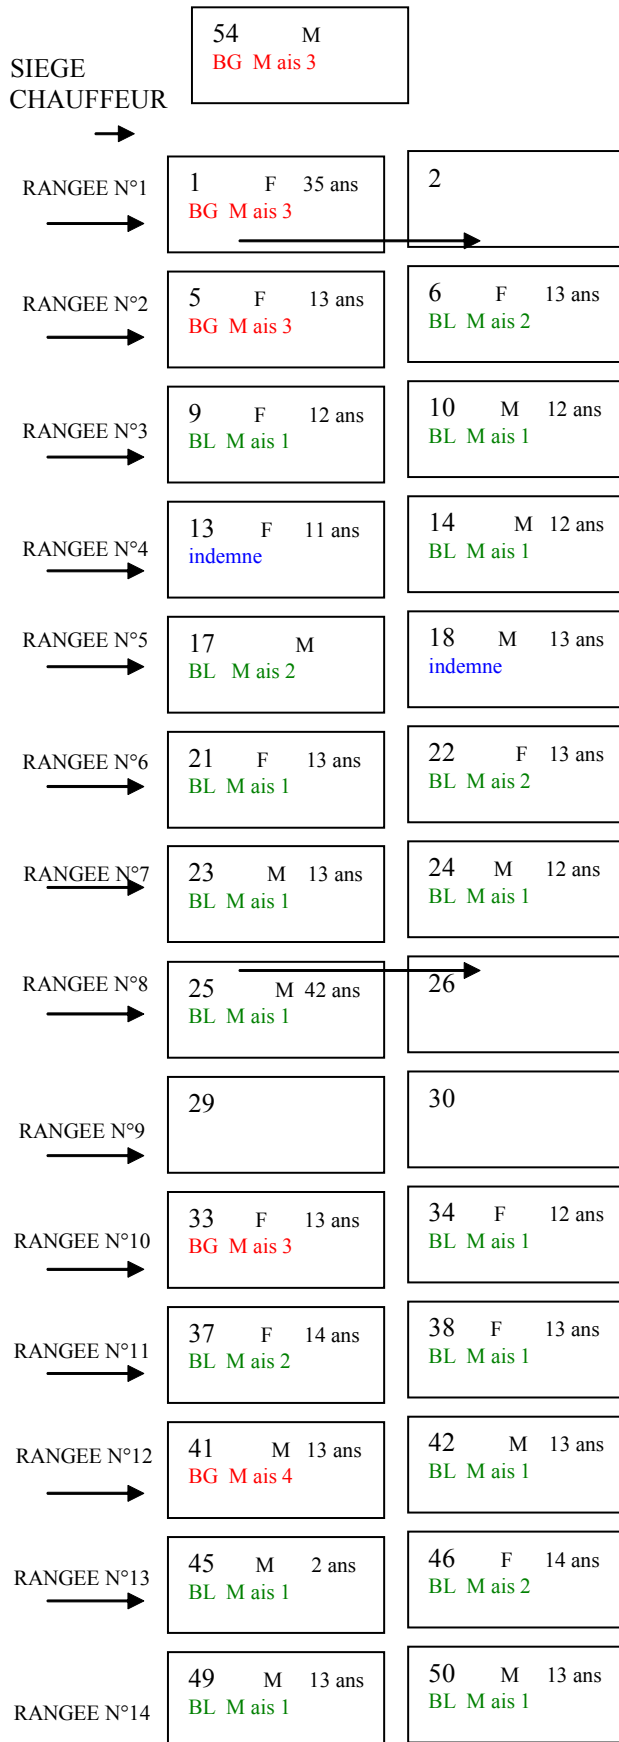 54 M
BG M ais 3
SIEGE
CHAUFFEUR
RANGEE N°1
1 F 35 ans
BG M ais 3
2
RANGEE N°2
5 F 13 ans
BG M ais 3
6 F 13 ans
BL M ais 2
RANGEE N°3
9 F 12 ans
BL M ais 1
10 M 12 ans
BL M ais 1
RANGEE N°4
13 F 11 ans
indemne
14 M 12 ans
BL M ais 1
RANGEE N°5
17 M
BL M ais 2
18 M 13 ans
indemne
RANGEE N°6
21 F 13 ans
BL M ais 1
22 F 13 ans
BL M ais 2
RANGEE N°7
23 M 13 ans
BL M ais 1
24 M 12 ans
BL M ais 1
RANGEE N°8
25 M 42 ans
BL M ais 1
26
RANGEE N°9
29
30
RANGEE N°10
33 F 13 ans
BG M ais 3
34 F 12 ans
BL M ais 1
RANGEE N°11
37 F 14 ans
BL M ais 2
38 F 13 ans
BL M ais 1
RANGEE N°12
41 M 13 ans
BG M ais 4
42 M 13 ans
BL M ais 1
RANGEE N°13
45 M 2 ans
BL M ais 1
46 F 14 ans
BL M ais 2
RANGEE N°14
49 M 13 ans
BL M ais 1
50 M 13 ans
BL M ais 1